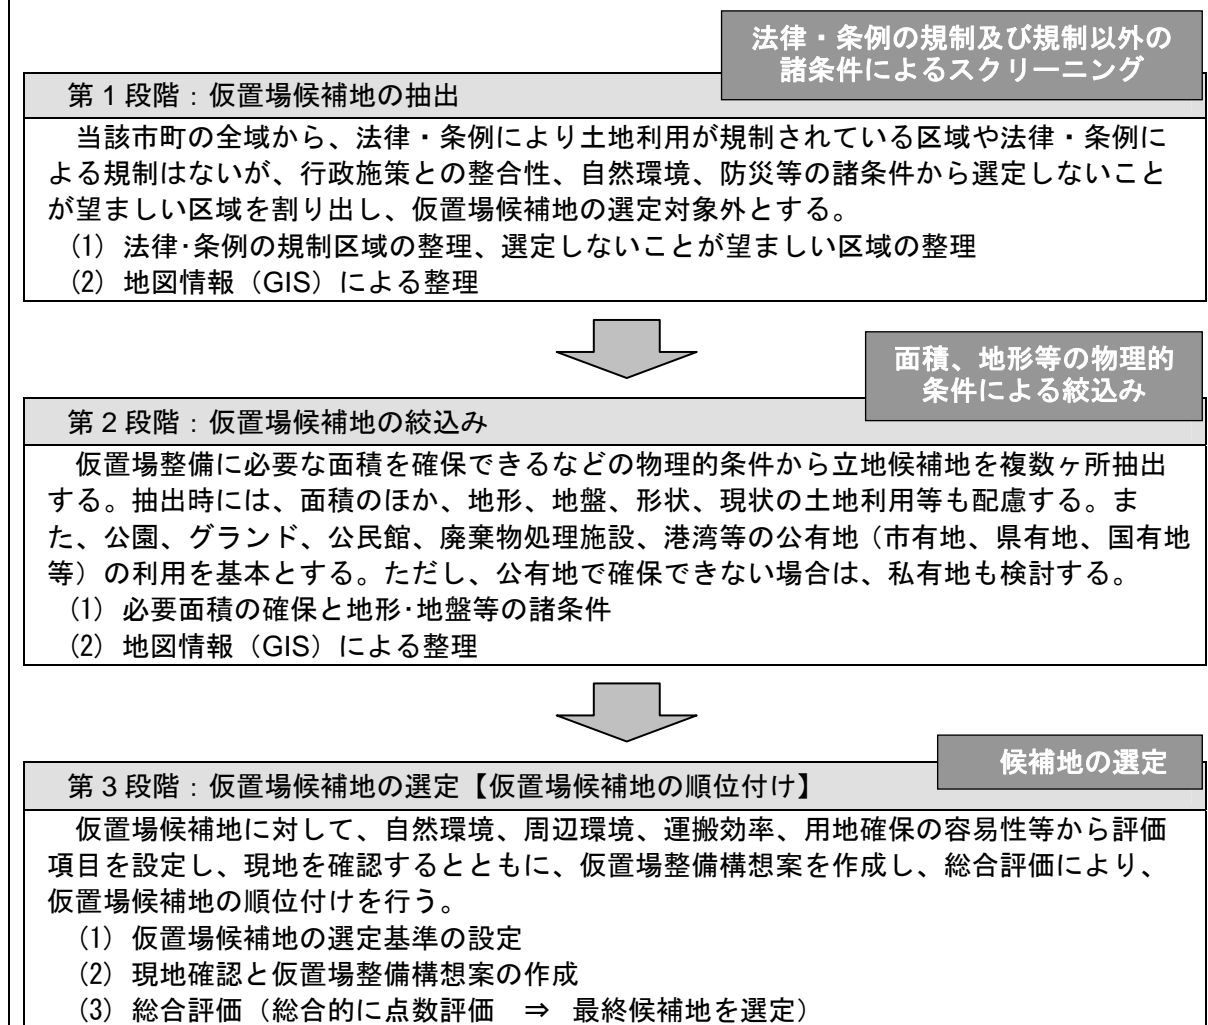 法律・条例の規制及び規制以外の
諸条件によるスクリーニング
第1段階：仮置場候補地の抽出
当該市町の全域から、法律・条例により土地利用が規制されている区域や法律・条例に
よる規制はないが、行政施策との整合性、自然環境、防災等の諸条件から選定しないこと
が望ましい区域を割り出し、仮置場候補地の選定対象外とする。
(1) 法律･条例の規制区域の整理、選定しないことが望ましい区域の整理
(2) 地図情報（GIS）による整理
面積、地形等の物理的
条件による絞込み
第2段階：仮置場候補地の絞込み
仮置場整備に必要な面積を確保できるなどの物理的条件から立地候補地を複数ヶ所抽出
する。抽出時には、面積のほか、地形、地盤、形状、現状の土地利用等も配慮する。ま
た、公園、グランド、公民館、廃棄物処理施設、港湾等の公有地（市有地、県有地、国有地
等）の利用を基本とする。ただし、公有地で確保できない場合は、私有地も検討する。
(1) 必要面積の確保と地形･地盤等の諸条件
(2) 地図情報（GIS）による整理
候補地の選定
第3段階：仮置場候補地の選定【仮置場候補地の順位付け】
仮置場候補地に対して、自然環境、周辺環境、運搬効率、用地確保の容易性等から評価
項目を設定し、現地を確認するとともに、仮置場整備構想案を作成し、総合評価により、
仮置場候補地の順位付けを行う。
(1) 仮置場候補地の選定基準の設定
(2) 現地確認と仮置場整備構想案の作成
(3) 総合評価（総合的に点数評価 ⇒ 最終候補地を選定）